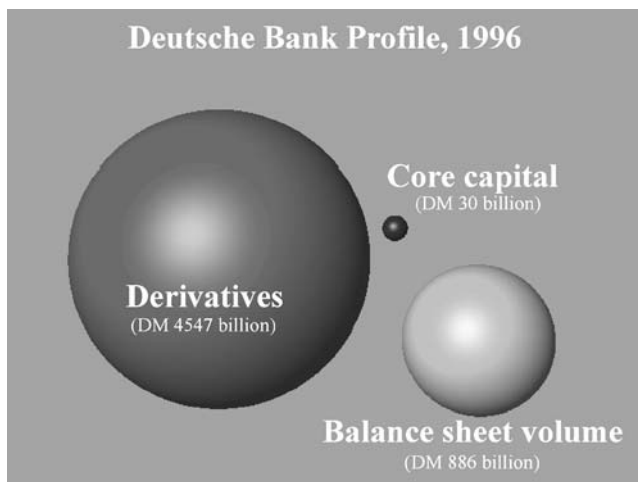 Deutsche Bank Profile, 1996
Core capital
(DM 30 billion)
Derivatives
(DM 4547 billion)
Balance sheet volume
(DM 886 billion)